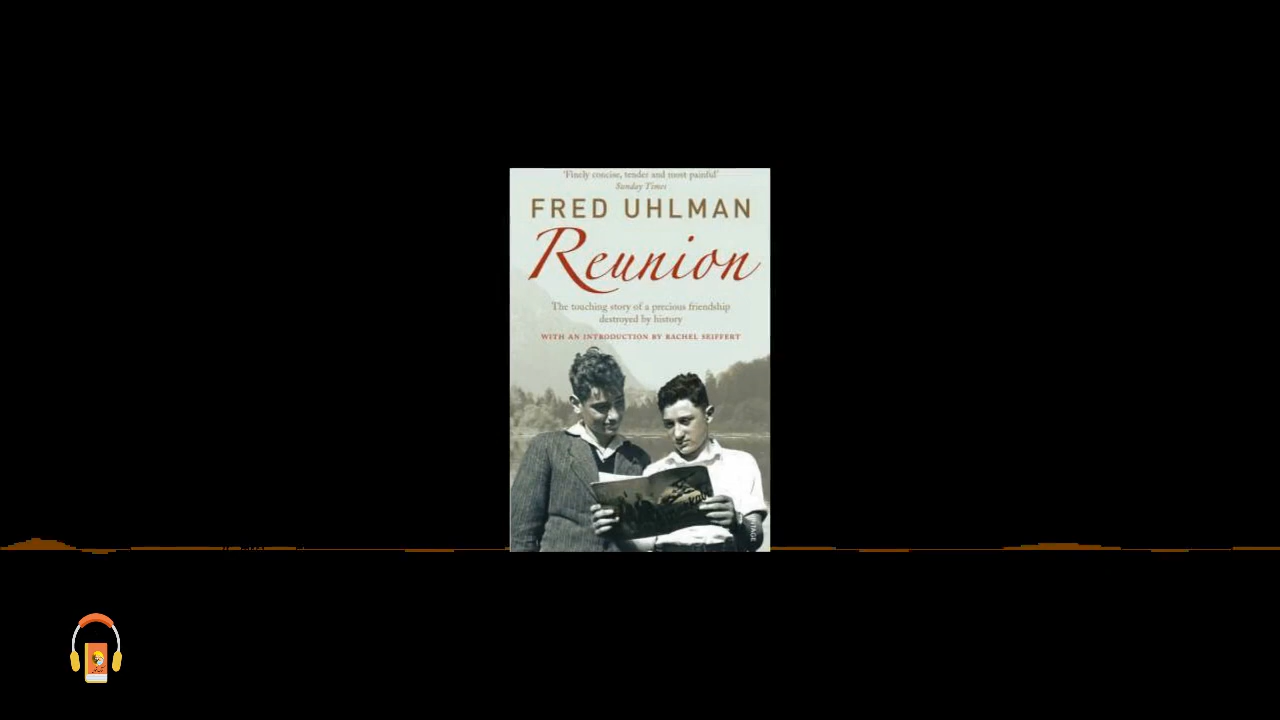 'Finely concise, tender and most painful'
Sunday Times
FRED UHLMAN
Reunion
The touching story of a precious friendship
destroyed by history
WITH AN INTRODUCTION BY RACHEL SEIFFERT